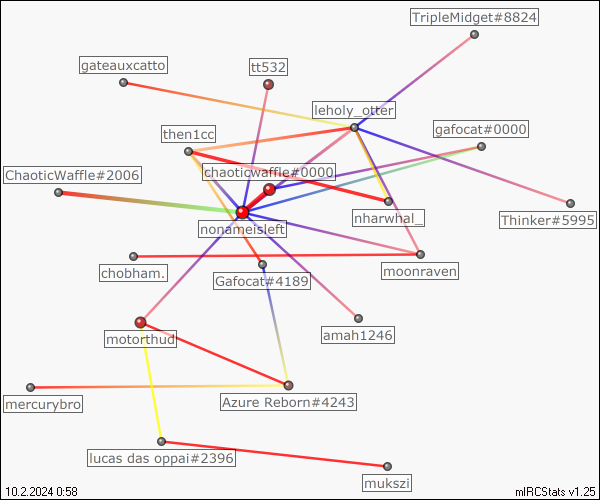 TripleMidget#8824
gateauxcatto
tt532
leholy_otter
gafocat#0000
then1cc
chaoticwaffle#0000
ChaoticWaffle#2006
nharwhal_
Thinker#5995
nonameisleft
chobham.
moonraven
Gafocat#4189
amah1246
motorthud
mercurybro
Azure Reborn#4243
lucas das oppai#2396
mukszi
10.2.2024 0:58
mIRCStats v1.25